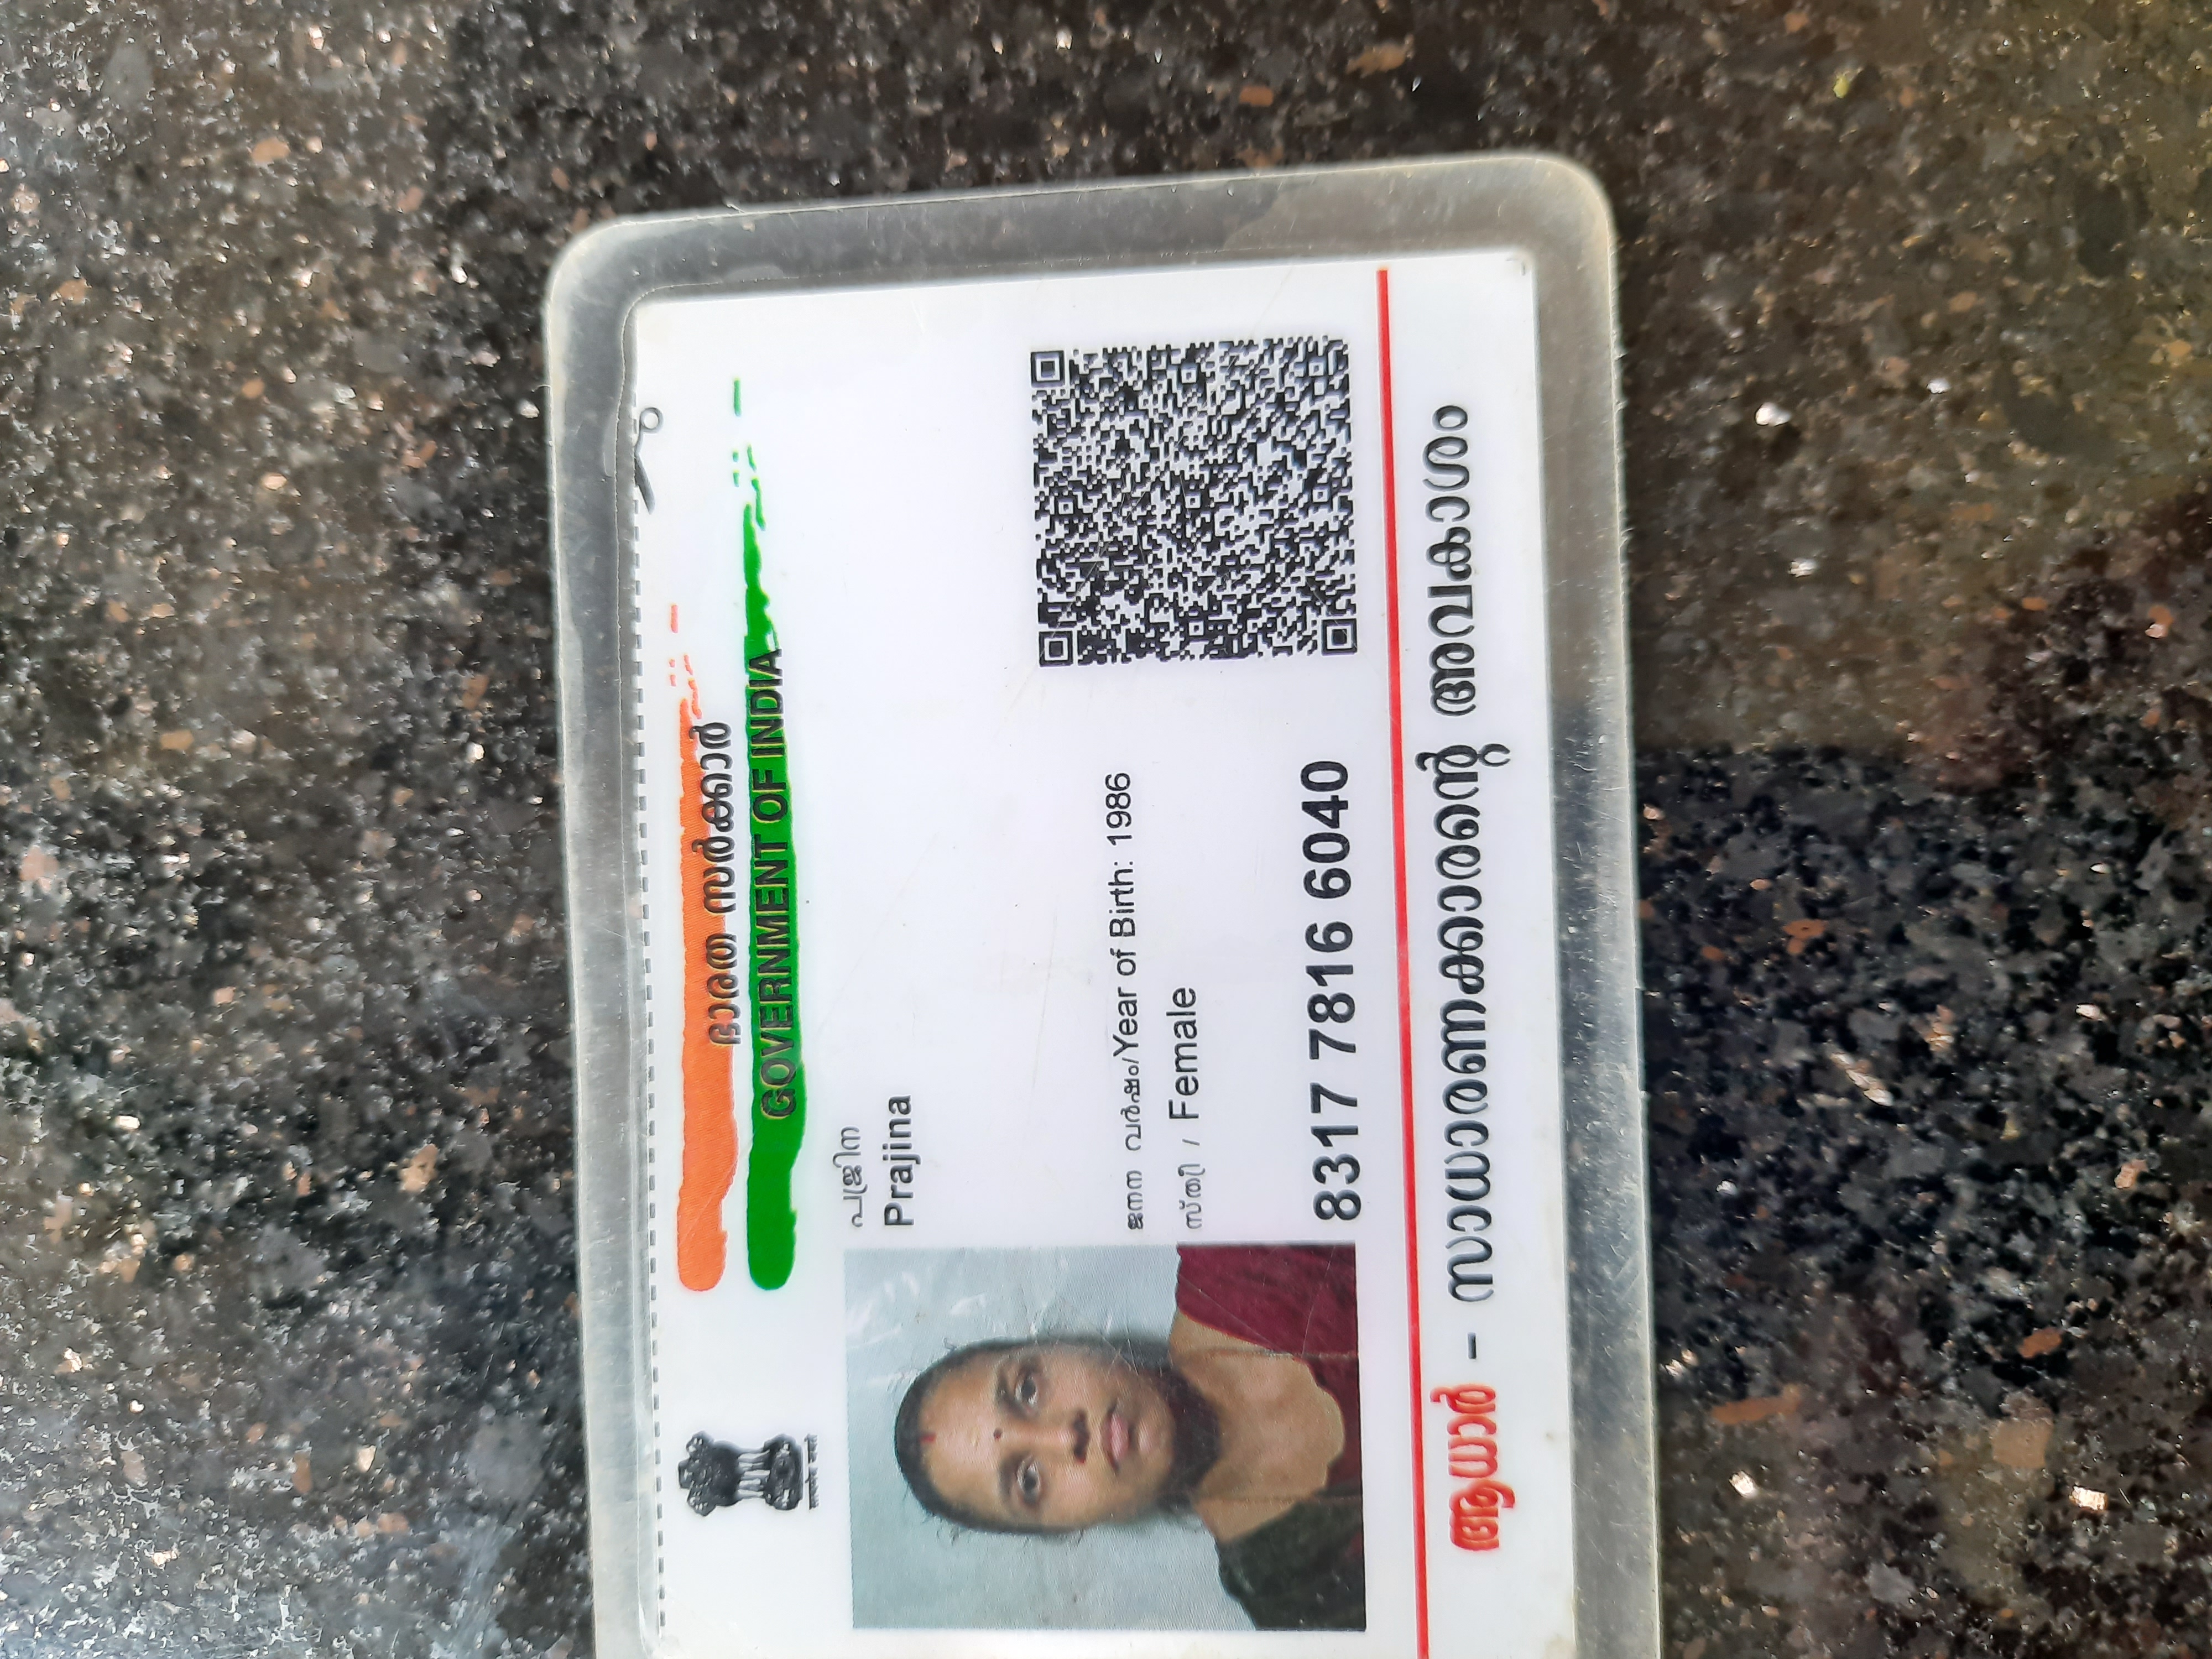 ഭാരത സർക്കാർ
GOVERNMENT OF INDIA
പ്രജിന
Prajina
ജനന വർഷം/Year of Birth: 1986
സ്ത്രീ / Female
8317 7816 6040
ആധാർ - സാധാരണക്കാരന്റെ അവകാശം